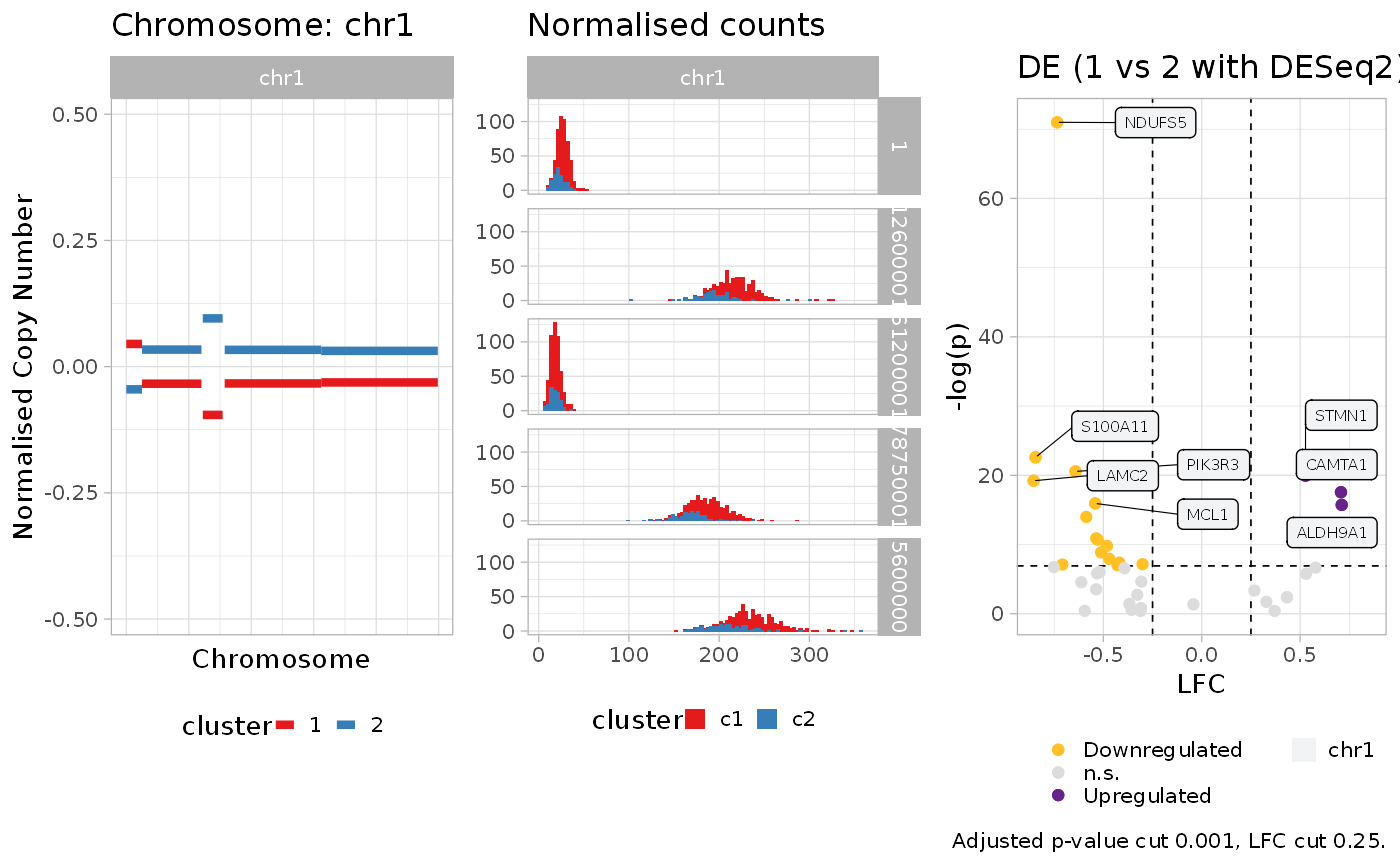 Chromosome: chr1
chr1
Normalised Copy Number
0.50
0.25
0.00
-0.25
-0.50
Chromosome
cluster 1 2
Normalised counts
chr1
100
50
0
1
100
50
0
100
50
0
100
50
0
100
50
0
0 100 200 300
cluster c1 c2
DE (1 vs 2 with DESeq2)
-log(p)
60
40
20
0
NDUFS5
STMN1
S100A11
PIK3R3
CAMTA1
LAMC2
MCL1
ALDH9A1
-0.5 0.0 0.5
LFC
Downregulated
n.s.
Upregulated
chr1
Adjusted p-value cut 0.001, LFC cut 0.25.